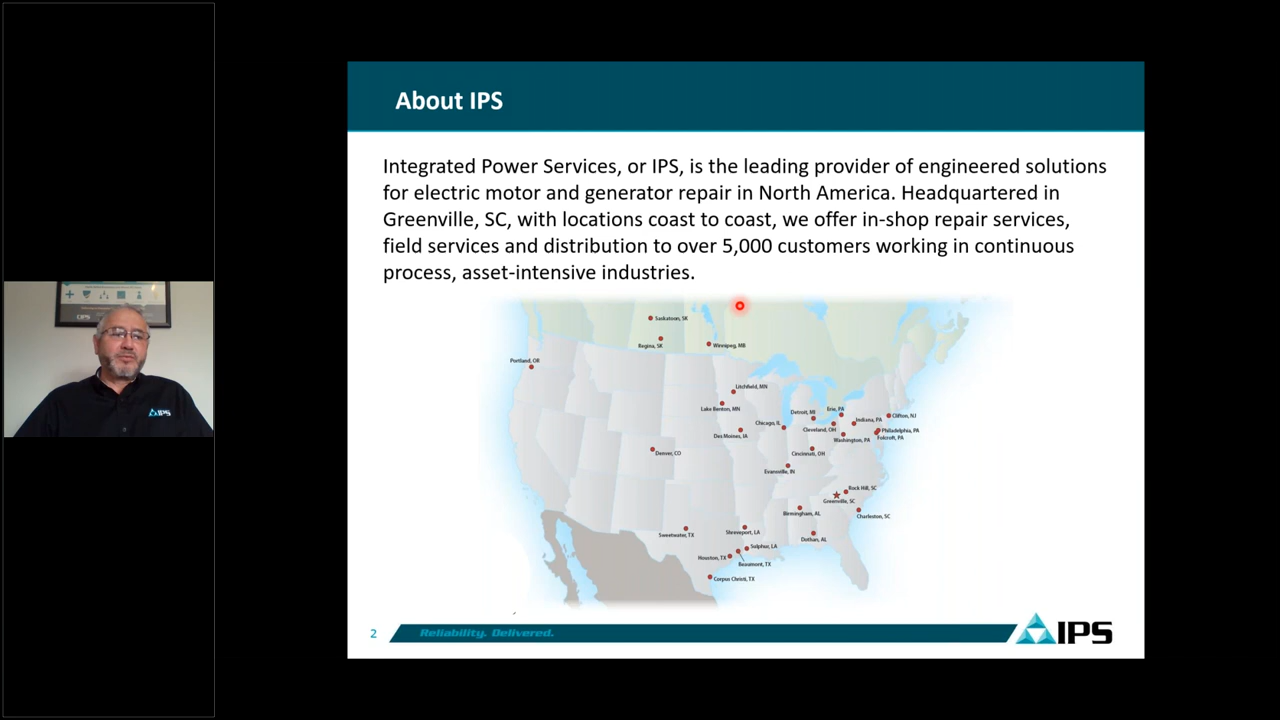 About IPS
Integrated Power Services, or IPS, is the leading provider of engineered solutions
for electric motor and generator repair in North America. Headquartered in
Greenville, SC, with locations coast to coast, we offer in-shop repair services,
field services and distribution to over 5,000 customers working in continuous
process, asset-intensive industries.
Saskatoon, SK
Regina, SK
Winnipeg, MB
Portland, OR
Litchfield, MN
Lake Benton, MN
Detroit, MI
Erie, PA
Clifton, NJ
Chicago, IL
Cleveland, OH
Indiana, PA
Philadelphia, PA
Des Moines, IA
Washington, PA
Folcroft, PA
Denver, CO
Cincinnati, OH
Evansville, IN
Rock Hill, SC
Greenville, SC
Birmingham, AL
Charleston, SC
Sweetwater, TX
Shreveport, LA
Dothan, AL
Sulphur, LA
Houston, TX
Beaumont, TX
Corpus Christi, TX
2
Reliability. Delivered.
IPS
IPS
IPS